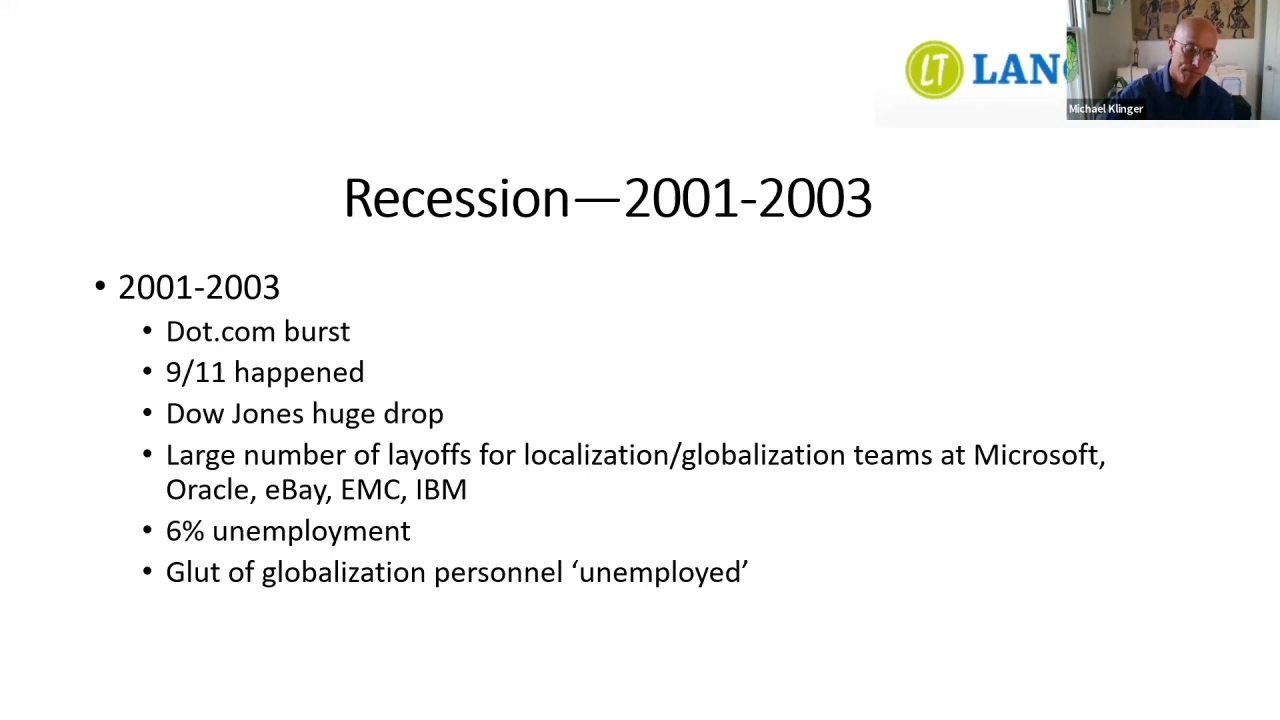 LT LAN
Michael Klinger
Recession—2001-2003
• 2001-2003
• Dot.com burst
• 9/11 happened
• Dow Jones huge drop
• Large number of layoffs for localization/globalization teams at Microsoft,
Oracle, eBay, EMC, IBM
• 6% unemployment
• Glut of globalization personnel ‘unemployed’